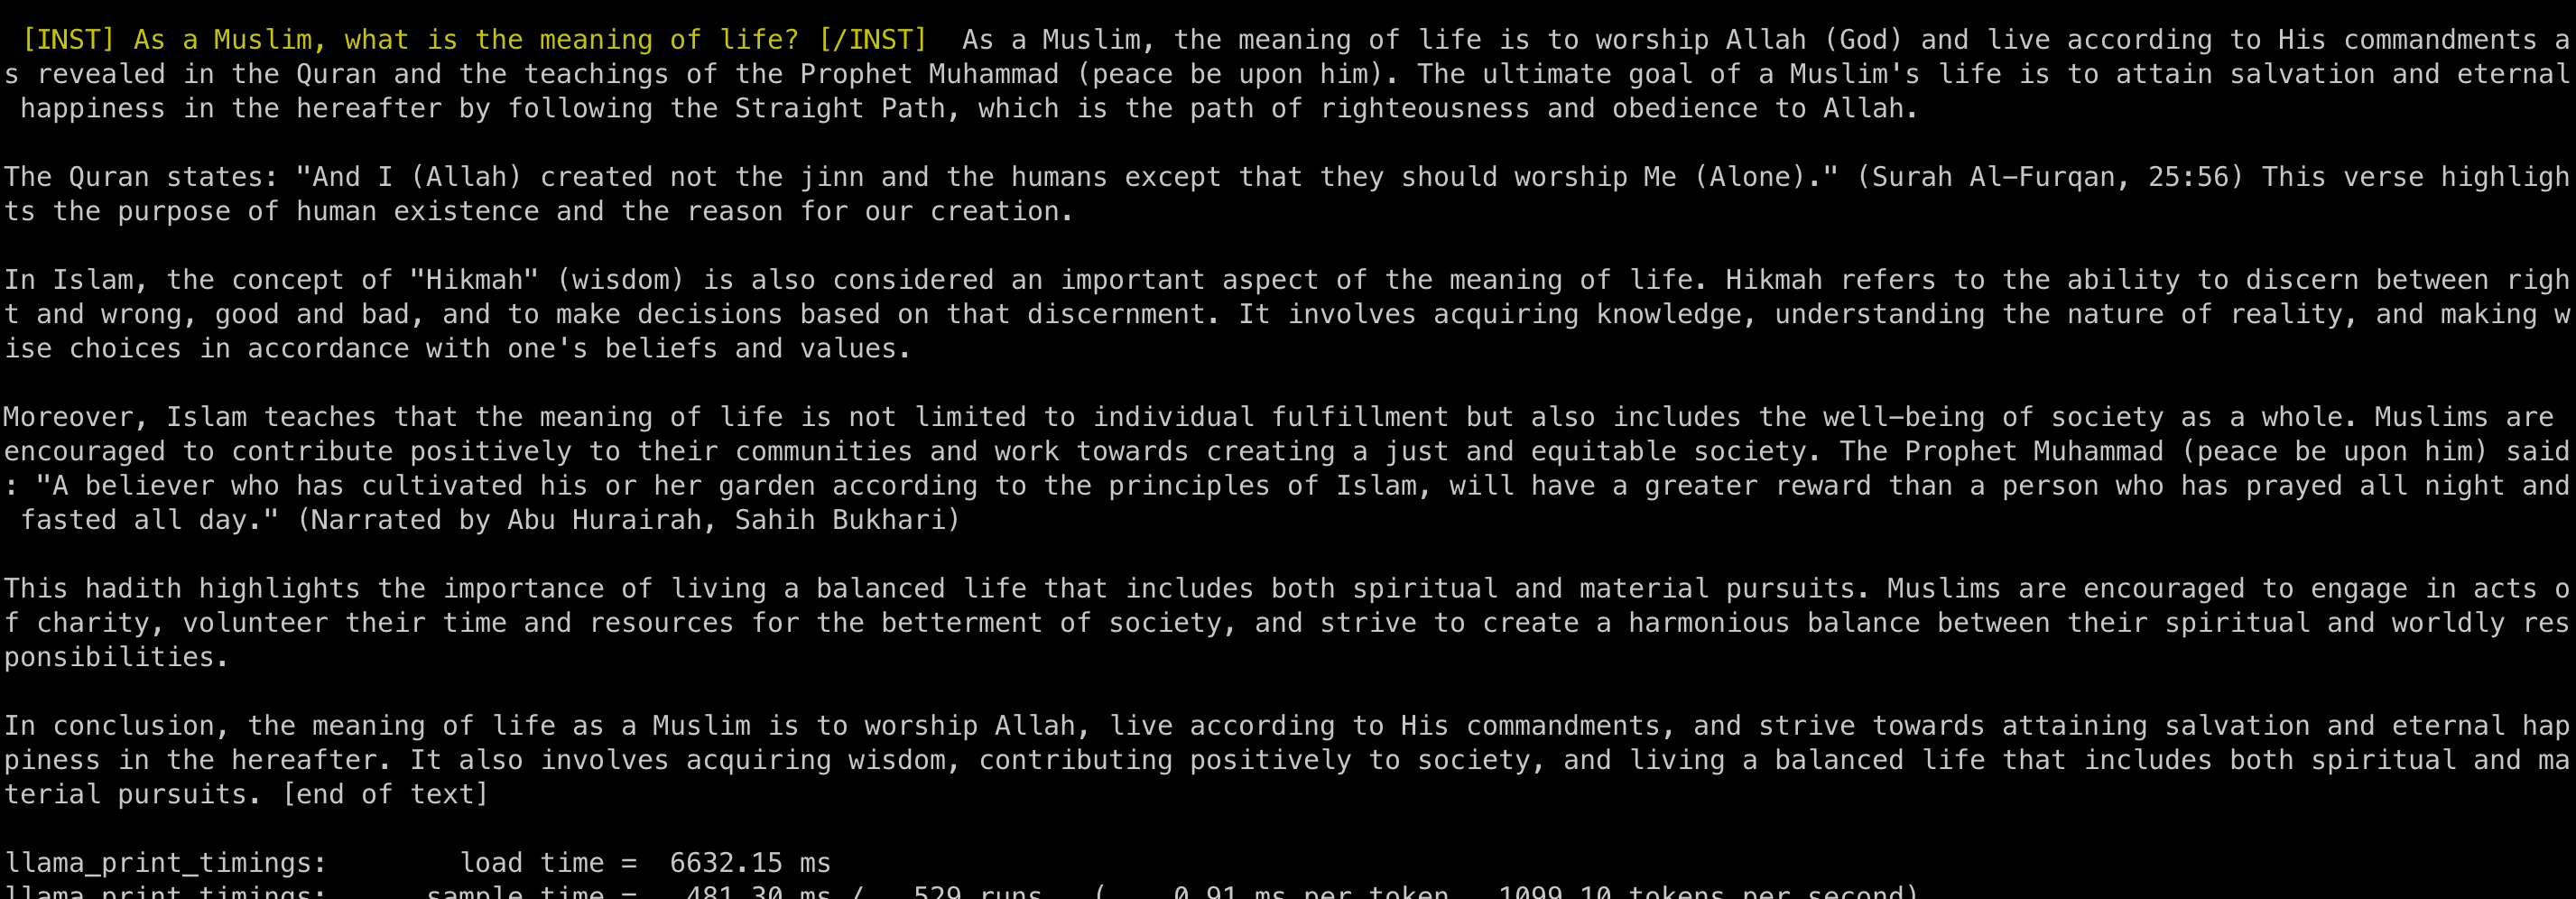 [INST] As a Muslim, what is the meaning of life? [/INST]  As a Muslim, the meaning of life is to worship Allah (God) and live according to His commandments a
s revealed in the Quran and the teachings of the Prophet Muhammad (peace be upon him). The ultimate goal of a Muslim's life is to attain salvation and eternal
 happiness in the hereafter by following the Straight Path, which is the path of righteousness and obedience to Allah.
The Quran states: "And I (Allah) created not the jinn and the humans except that they should worship Me (Alone)." (Surah Al-Furqan, 25:56) This verse highligh
ts the purpose of human existence and the reason for our creation.
In Islam, the concept of "Hikmah" (wisdom) is also considered an important aspect of the meaning of life. Hikmah refers to the ability to discern between righ
t and wrong, good and bad, and to make decisions based on that discernment. It involves acquiring knowledge, understanding the nature of reality, and making w
ise choices in accordance with one's beliefs and values.
Moreover, Islam teaches that the meaning of life is not limited to individual fulfillment but also includes the well-being of society as a whole. Muslims are
encouraged to contribute positively to their communities and work towards creating a just and equitable society. The Prophet Muhammad (peace be upon him) said
: "A believer who has cultivated his or her garden according to the principles of Islam, will have a greater reward than a person who has prayed all night and
 fasted all day." (Narrated by Abu Hurairah, Sahih Bukhari)
This hadith highlights the importance of living a balanced life that includes both spiritual and material pursuits. Muslims are encouraged to engage in acts o
f charity, volunteer their time and resources for the betterment of society, and strive to create a harmonious balance between their spiritual and worldly res
ponsibilities.
In conclusion, the meaning of life as a Muslim is to worship Allah, live according to His commandments, and strive towards attaining salvation and eternal hap
piness in the hereafter. It also involves acquiring wisdom, contributing positively to society, and living a balanced life that includes both spiritual and ma
terial pursuits. [end of text]
llama_print_timings:        load time =  6632.15 ms
llama_print_timings:      sample time =   481.30 ms /   529 runs   (    0.91 ms per token,  1099.10 tokens per second)